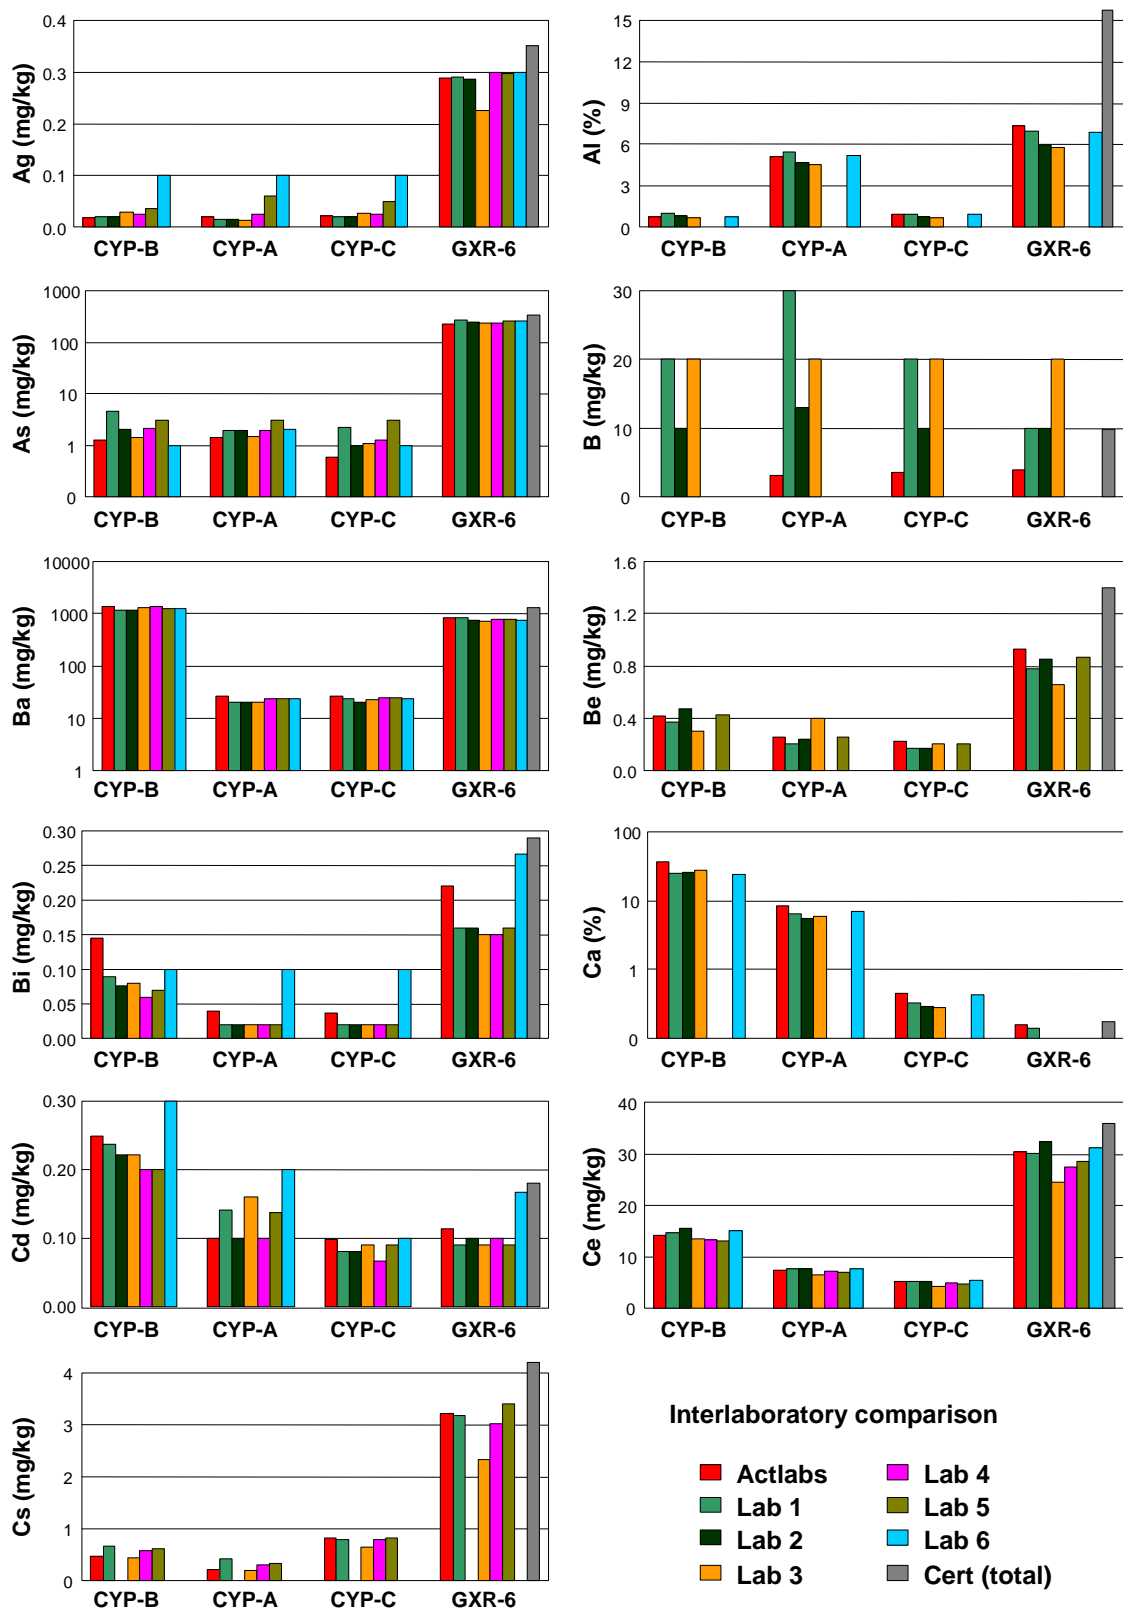 Ag (mg/kg)
0.4
0.3
0.2
0.1
0.0
CYP-B CYP-A CYP-C GXR-6
Al (%)
15
12
9
6
3
0
CYP-B CYP-A CYP-C GXR-6
As (mg/kg)
1000
100
10
1
0
CYP-B CYP-A CYP-C GXR-6
B (mg/kg)
30
20
10
0
CYP-B CYP-A CYP-C GXR-6
Ba (mg/kg)
10000
1000
100
10
1
CYP-B CYP-A CYP-C GXR-6
Be (mg/kg)
1.6
1.2
0.8
0.4
0.0
CYP-B CYP-A CYP-C GXR-6
Bi (mg/kg)
0.30
0.25
0.20
0.15
0.10
0.05
0.00
CYP-B CYP-A CYP-C GXR-6
Ca (%)
100
10
1
0
CYP-B CYP-A CYP-C GXR-6
Cd (mg/kg)
0.30
0.20
0.10
0.00
CYP-B CYP-A CYP-C GXR-6
Ce (mg/kg)
40
30
20
10
0
CYP-B CYP-A CYP-C GXR-6
Cs (mg/kg)
4
3
2
1
0
CYP-B CYP-A CYP-C GXR-6
Interlaboratory comparison
Actlabs
Lab 1
Lab 2
Lab 3
Lab 4
Lab 5
Lab 6
Cert (total)